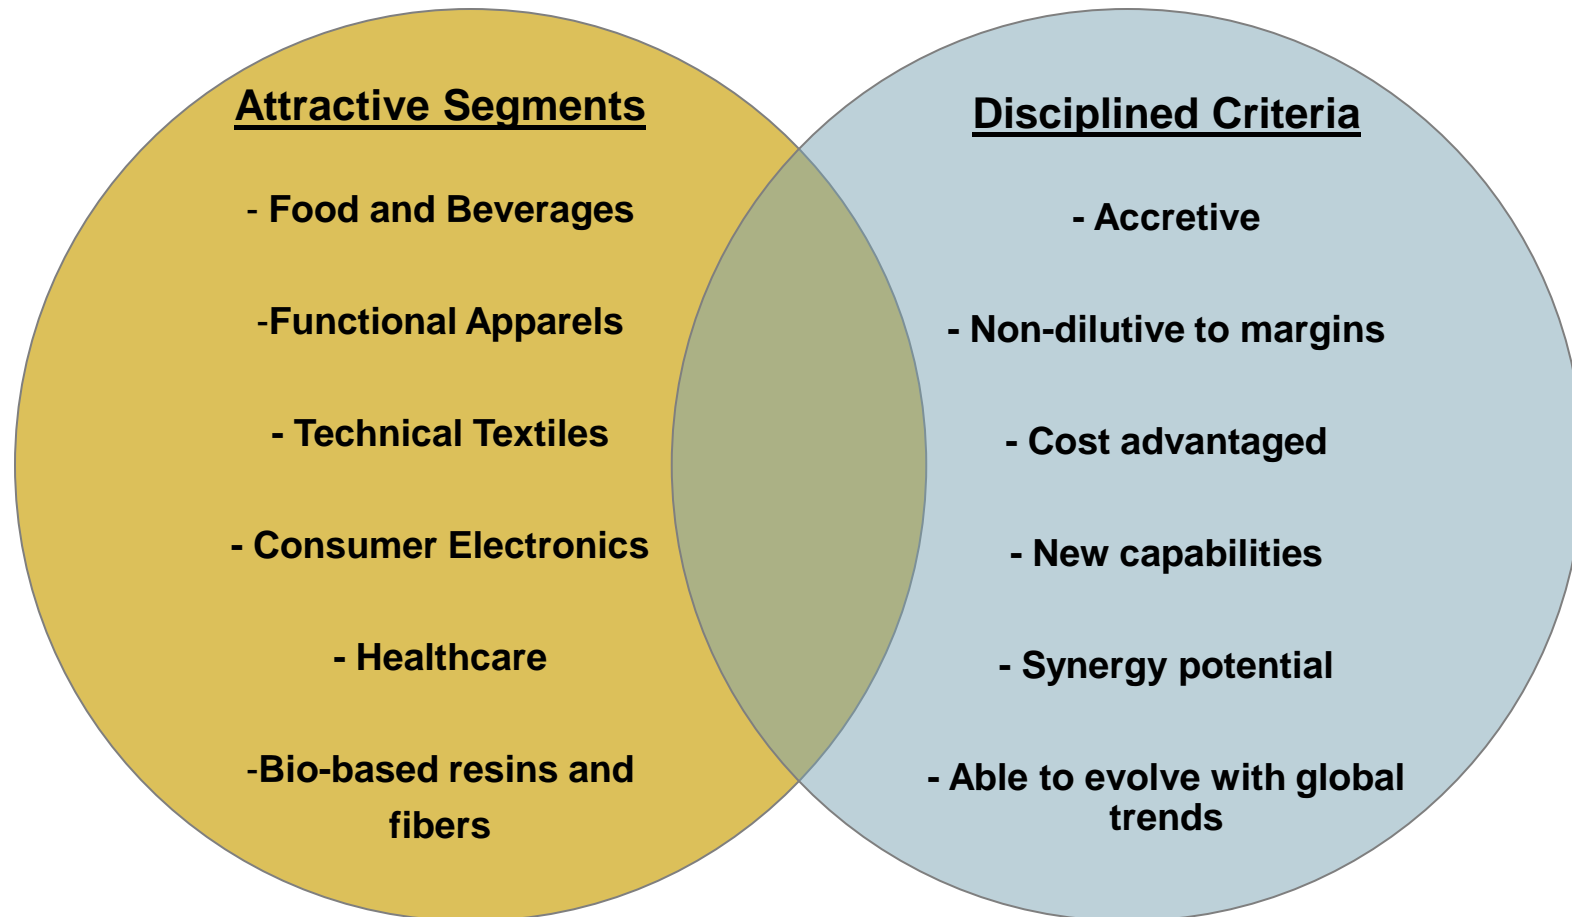 Attractive Segments
- Food and Beverages
-Functional Apparels
- Technical Textiles
- Consumer Electronics
- Healthcare
-Bio-based resins and
fibers
Disciplined Criteria
- Accretive
- Non-dilutive to margins
- Cost advantaged
- New capabilities
- Synergy potential
- Able to evolve with global
trends